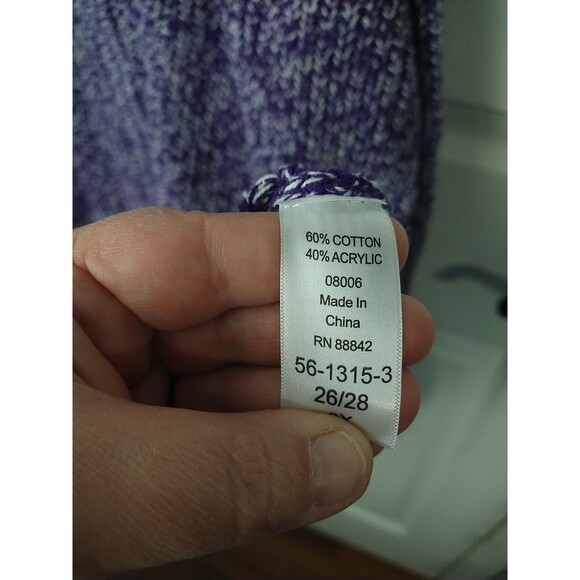 60% COTTON
40% ACRYLIC
08006
Made In
China
RN 88842
56-1315-3
26/28